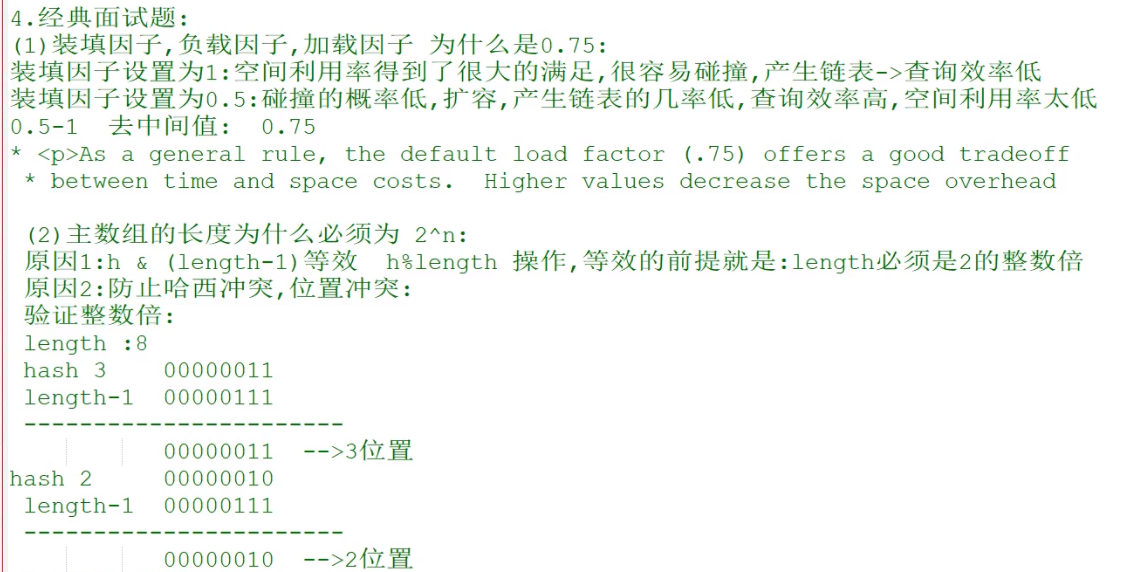 4.经典面试题:
(1)装填因子,负载因子,加载因子 为什么是0.75:
装填因子设置为1:空间利用率得到了很大的满足,很容易碰撞,产生链表->查询效率低
装填因子设置为0.5:碰撞的概率低,扩容,产生链表的几率低,查询效率高,空间利用率太低
0.5-1 去中间值: 0.75
* <p>As a general rule, the default load factor (.75) offers a good tradeoff
* between time and space costs. Higher values decrease the space overhead
(2)主数组的长度为什么必须为 2^n:
原因1:h & (length-1)等效 h%length 操作,等效的前提就是:length必须是2的整数倍
原因2:防止哈西冲突,位置冲突:
验证整数倍:
length :8
hash 3 00000011
length-1 00000111
-----------------------
00000011 -->3位置
hash 2 00000010
length-1 00000111
-----------------------
00000010 -->2位置